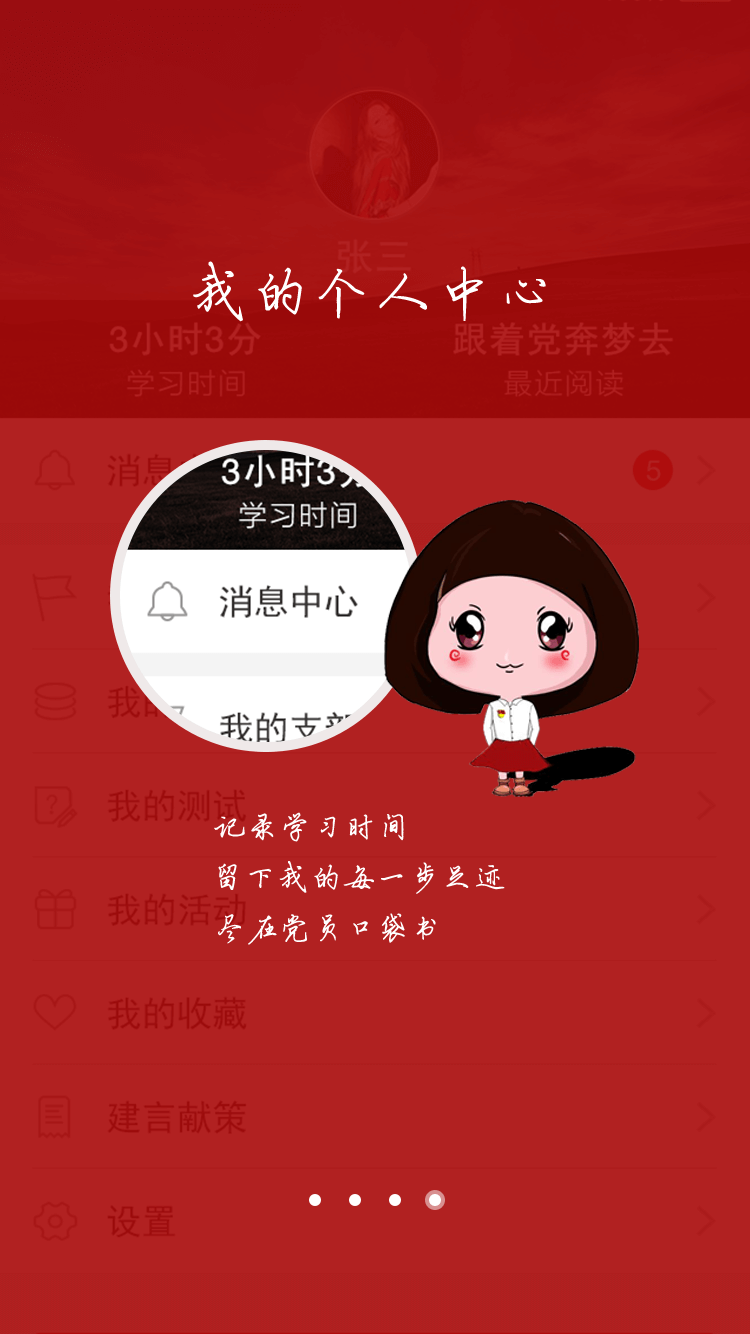 张三
我的个人中心
3小时3分
跟着党奔梦去
学习时间
最近阅读
消息
5
3小时3分
学习时间
消息中心
我的
我的支部
我的测试
记录学习时间
留下我的每一步足迹
我的活动
尽在党员口袋书
我的收藏
建言献策
设置